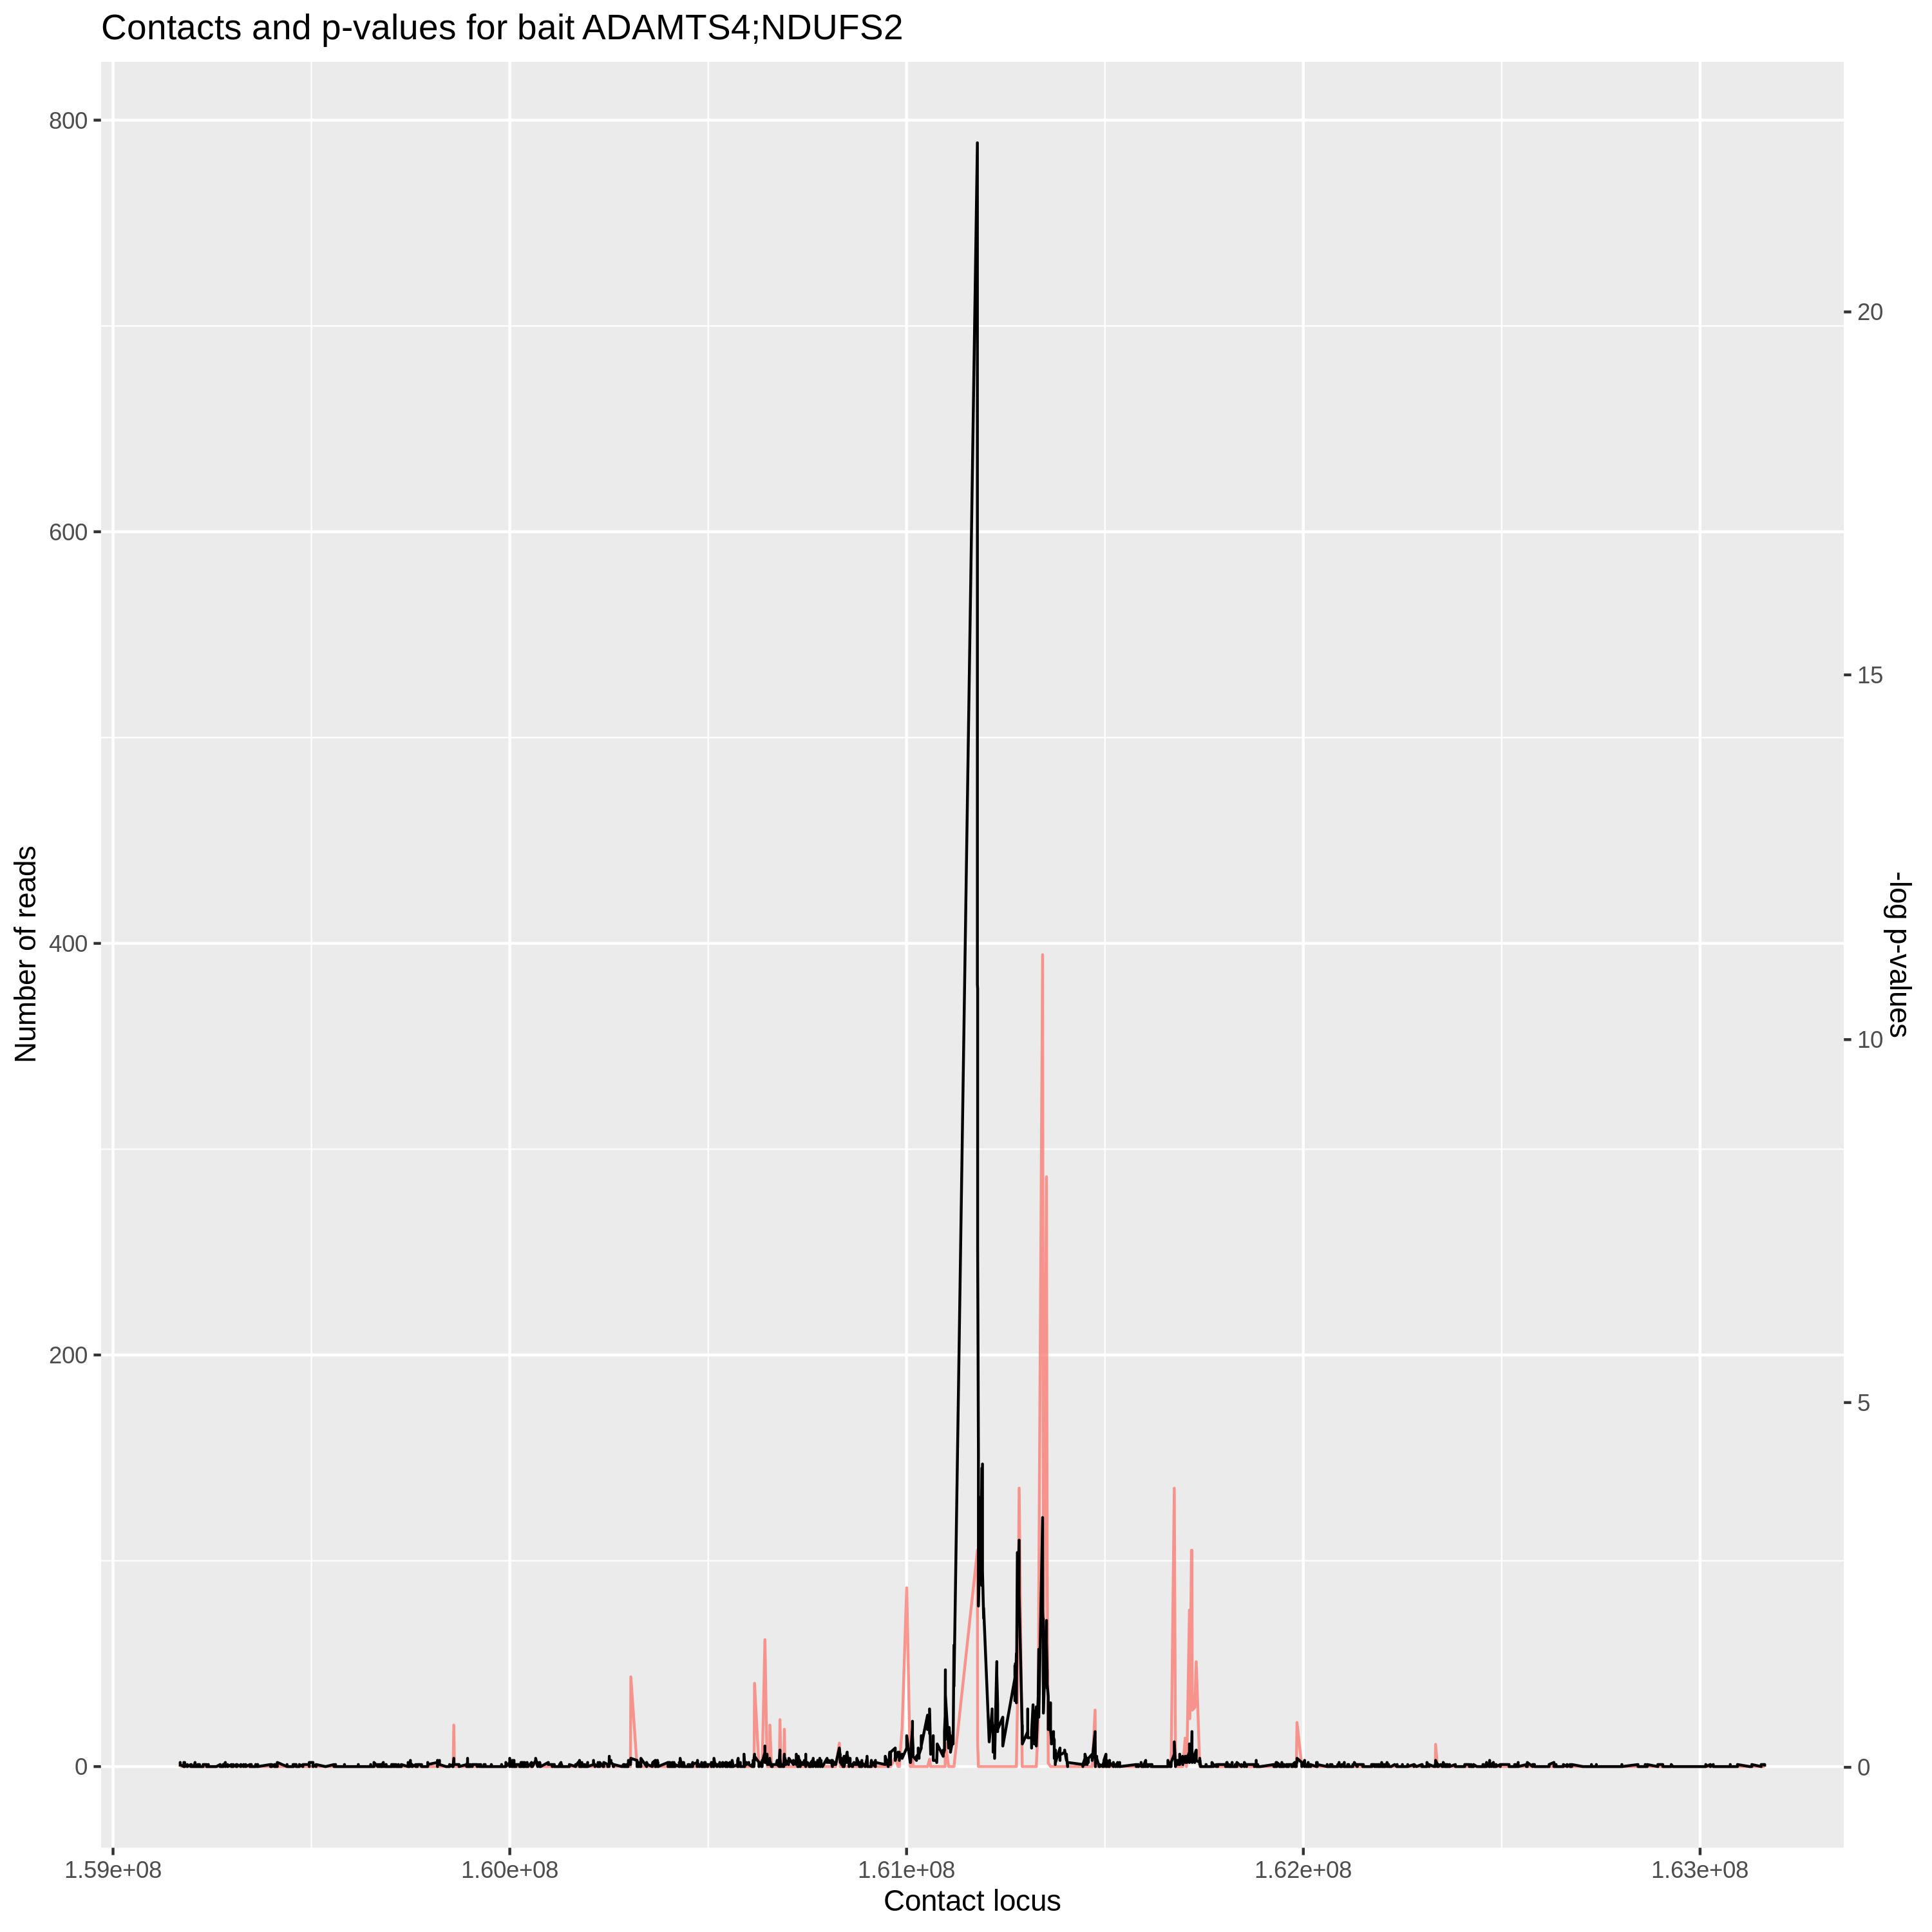 Contacts and p-values for bait ADAMTS4;NDUFS2
800
600
400
200
0
Number of reads
20
15
10
5
0
-log p-values
1.59e+08
1.60e+08
1.61e+08
1.62e+08
1.63e+08
Contact locus